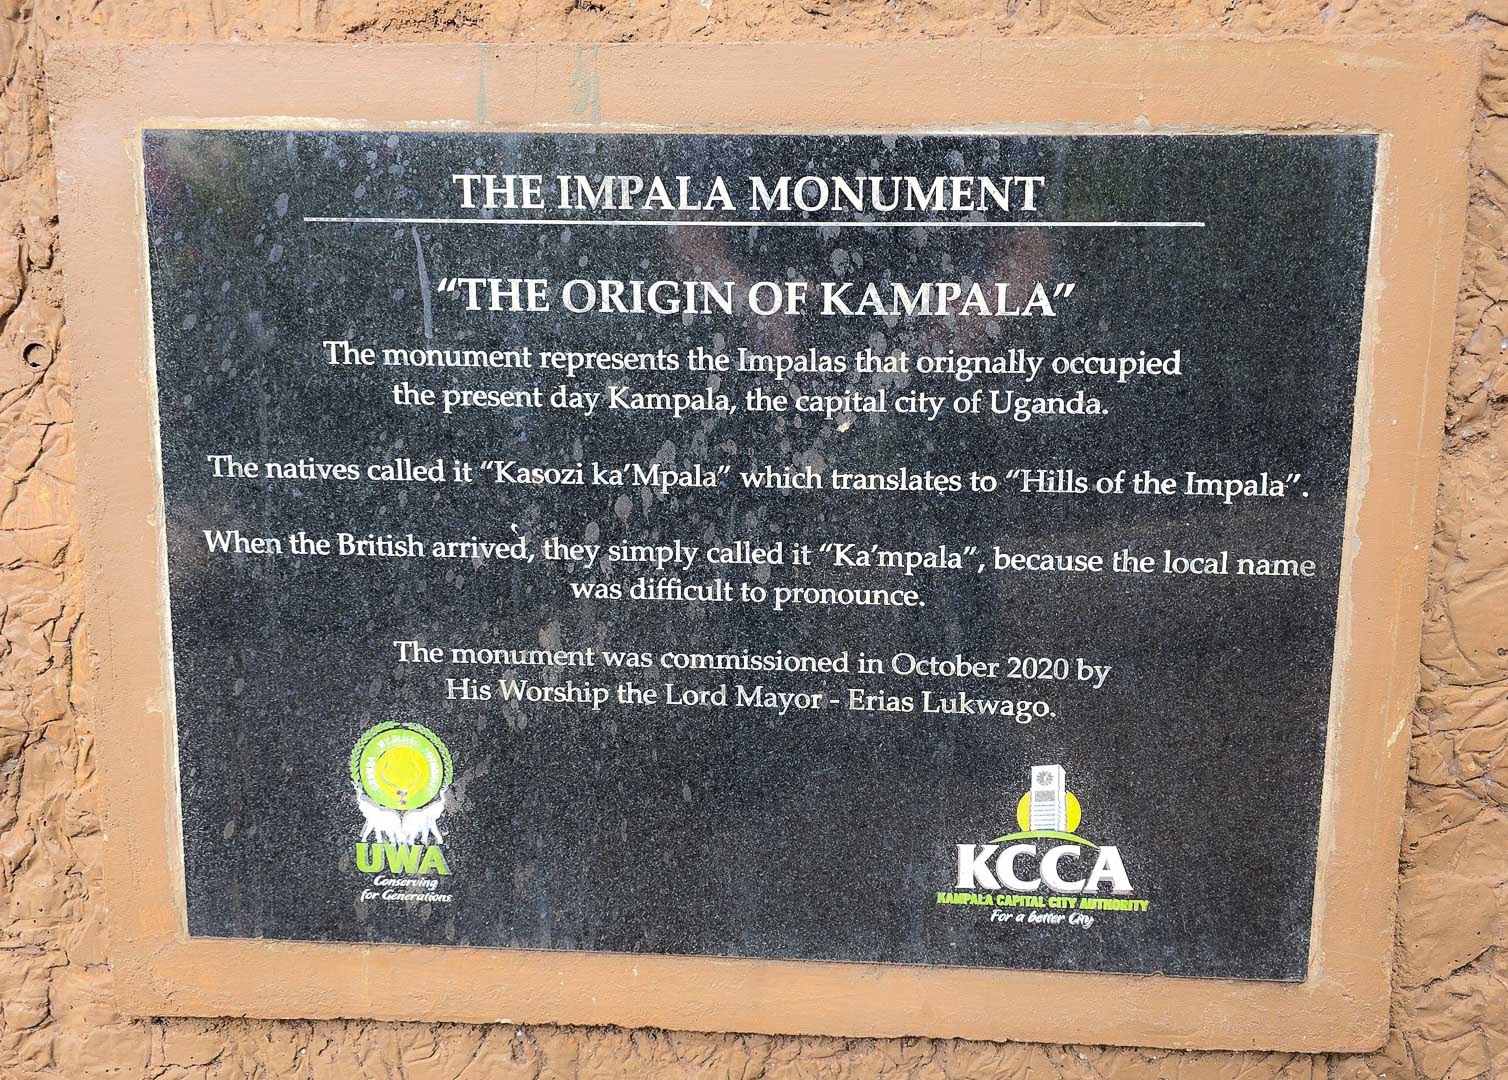 THE IMPALA MONUMENT
“THE ORIGIN OF KAMPALA”
The monument represents the Impalas that orignally occupied
the present day Kampala, the capital city of Uganda.
The natives called it “Kasozi ka’Mpala” which translates to “Hills of the Impala”.
When the British arrived, they simply called it “Ka’mpala”, because the local name
was difficult to pronounce.
The monument was commissioned in October 2020 by
His Worship the Lord Mayor - Erias Lukwago.
UWA
Conserving
for Generations
KCCA
KAMPALA CAPITAL CITY AUTHORITY
For a better City